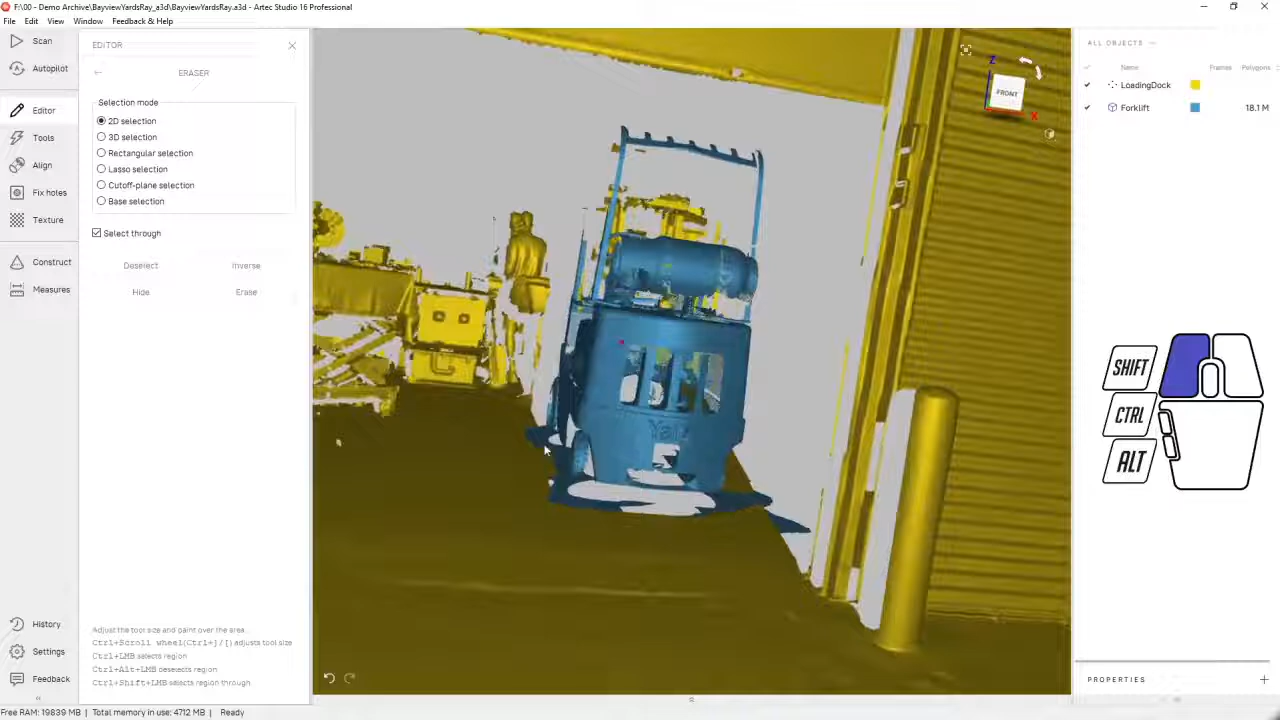 F:\00 - Demo Archive\BayviewYardsRay_a3d\BayviewYardsRay.a3d - Artec Studio 16 Professional
File Edit View Window Feedback & Help
Scan
Autopilot
Editor
Tools
Align
Fix holes
Texture
Construct
Measures
History
Settings
Feedback
EDITOR
ERASER
Selection mode
2D selection
3D selection
Rectangular selection
Lasso selection
Cutoff-plane selection
Base selection
Select through
Deselect Inverse
Hide Erase
Adjust the tool size and paint over the area
Ctrl+Scroll wheel(Ctrl+]/[) adjusts tool size
Ctrl+LMB selects region
Ctrl+Alt+LMB deselects region
Ctrl+Shift+LMB selects region through
Z
FRONT
X
Yale
ALL OBJECTS
Name Frames Polygons
LoadingDock
Forklift 18.1 M
SHIFT
CTRL
ALT
PROPERTIES
Free RAM: 19839 MB | Total memory in use: 4712 MB | Ready